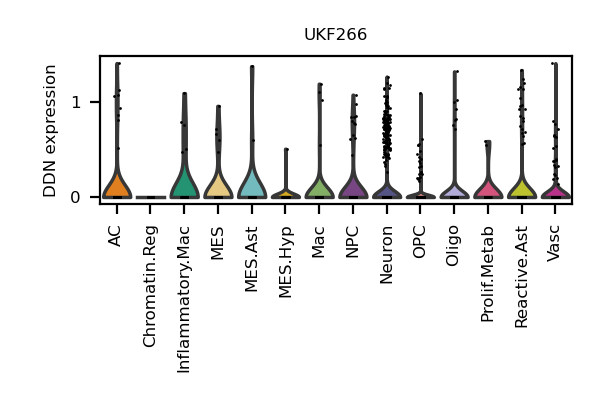 UKF266
DDN expression
1
0
AC
Chromatin.Reg
Inflammatory.Mac
MES
MES.Ast
MES.Hyp
Mac
NPC
Neuron
OPC
Oligo
Prolif.Metab
Reactive.Ast
Vasc